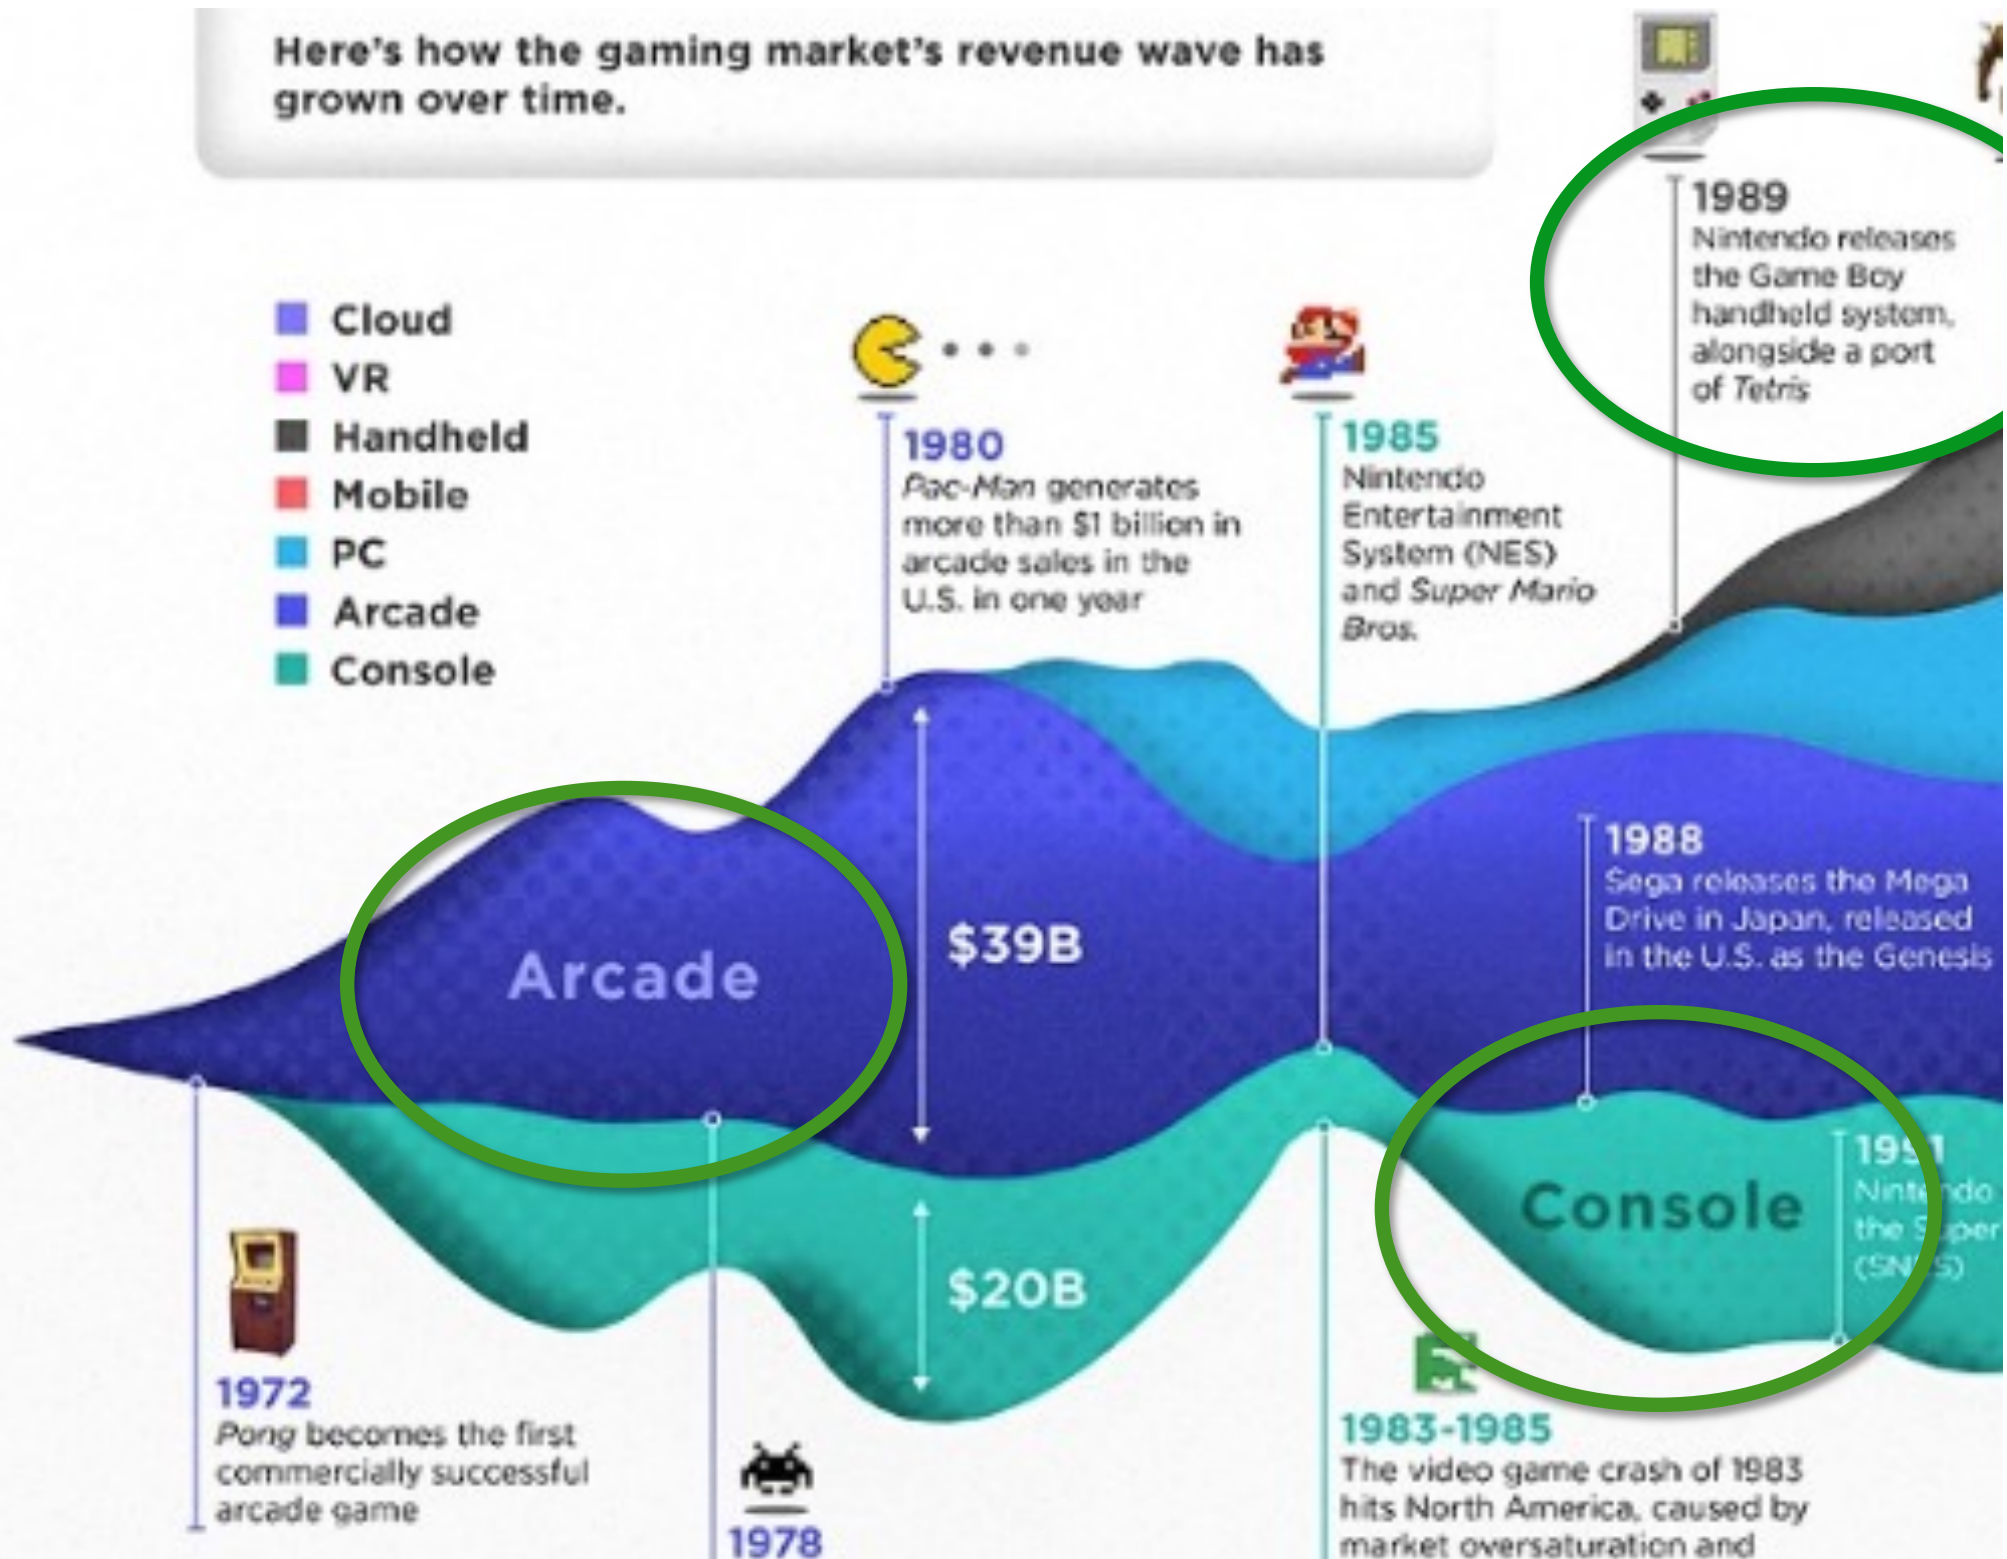 Here's how the gaming market's revenue wave has
grown over time.
Cloud
VR
Handheld
Mobile
PC
Arcade
Console
1980
Pac-Man generates
more than $1 billion in
arcade sales in the
U.S. in one year
1985
Nintendo
Entertainment
System (NES)
and Super Mario
Bros.
1989
Nintendo releases
the Game Boy
handheld system,
alongside a port
of Tetris
Arcade
$39B
1988
Sega releases the Mega
Drive in Japan, released
in the U.S. as the Genesis
Console
1991
Nintendo
the Super
(SNES)
$20B
1972
Pong becomes the first
commercially successful
arcade game
1978
1983-1985
The video game crash of 1983
hits North America, caused by
market oversaturation and